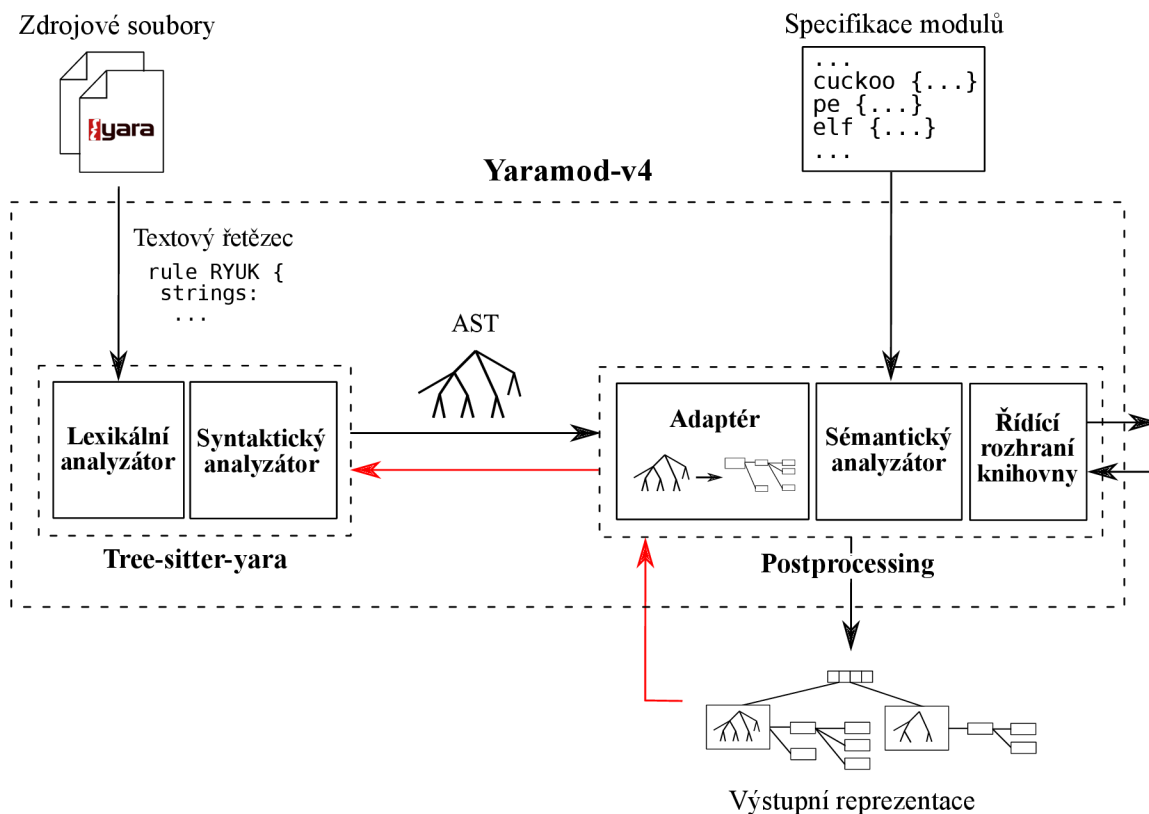 Zdrojové soubory
yara
Specifikace modulů
...
cuckoo {...}
pe {...}
elf {...}
...
Yaramod-v4
Textový řetězec
rule RYUK {
strings:
...
AST
Lexikální
analyzátor
Syntaktický
analyzátor
Tree-sitter-yara
Adaptér
Sémantický
analyzátor
Řídící
rozhraní
knihovny
Postprocessing
Výstupní reprezentace